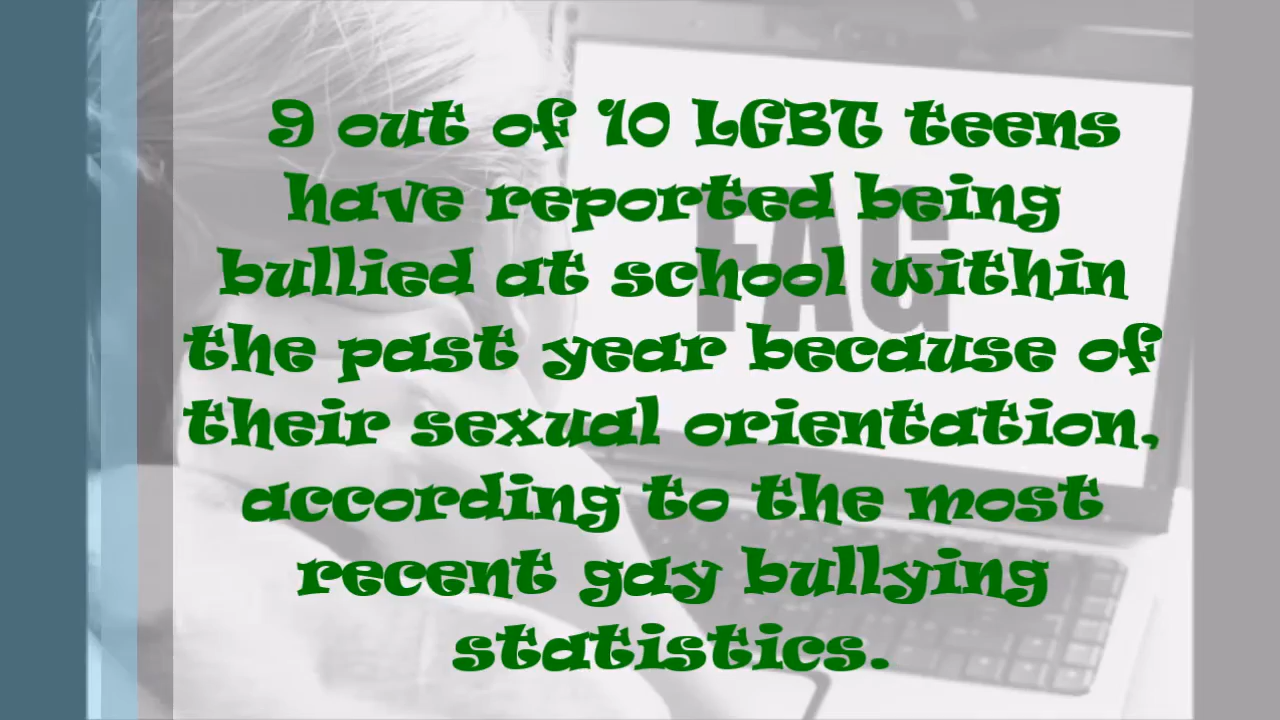 9 out of 10 LGBT teens
have reported being
bullied at school within
the past year because of
their sexual orientation,
according to the most
recent gay bullying
statistics.
FAG